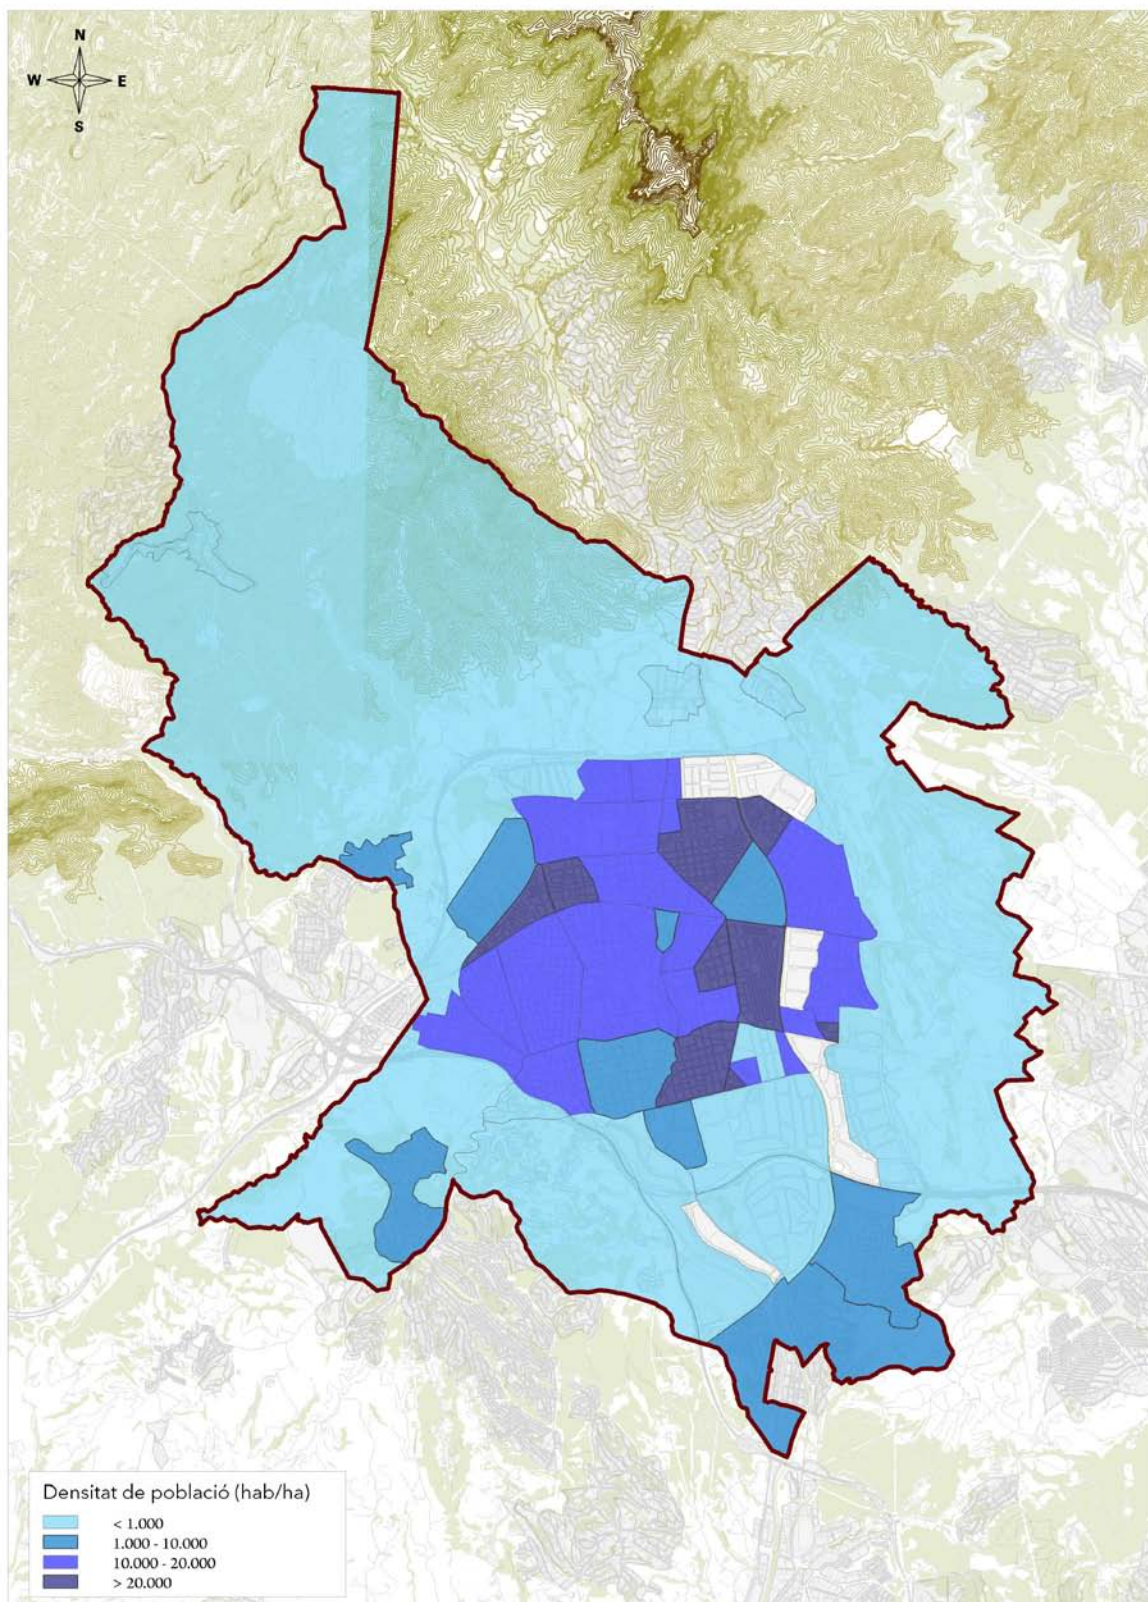 N
W E
S
Densitat de població (hab/ha)
< 1.000
1.000 - 10.000
10.000 - 20.000
> 20.000